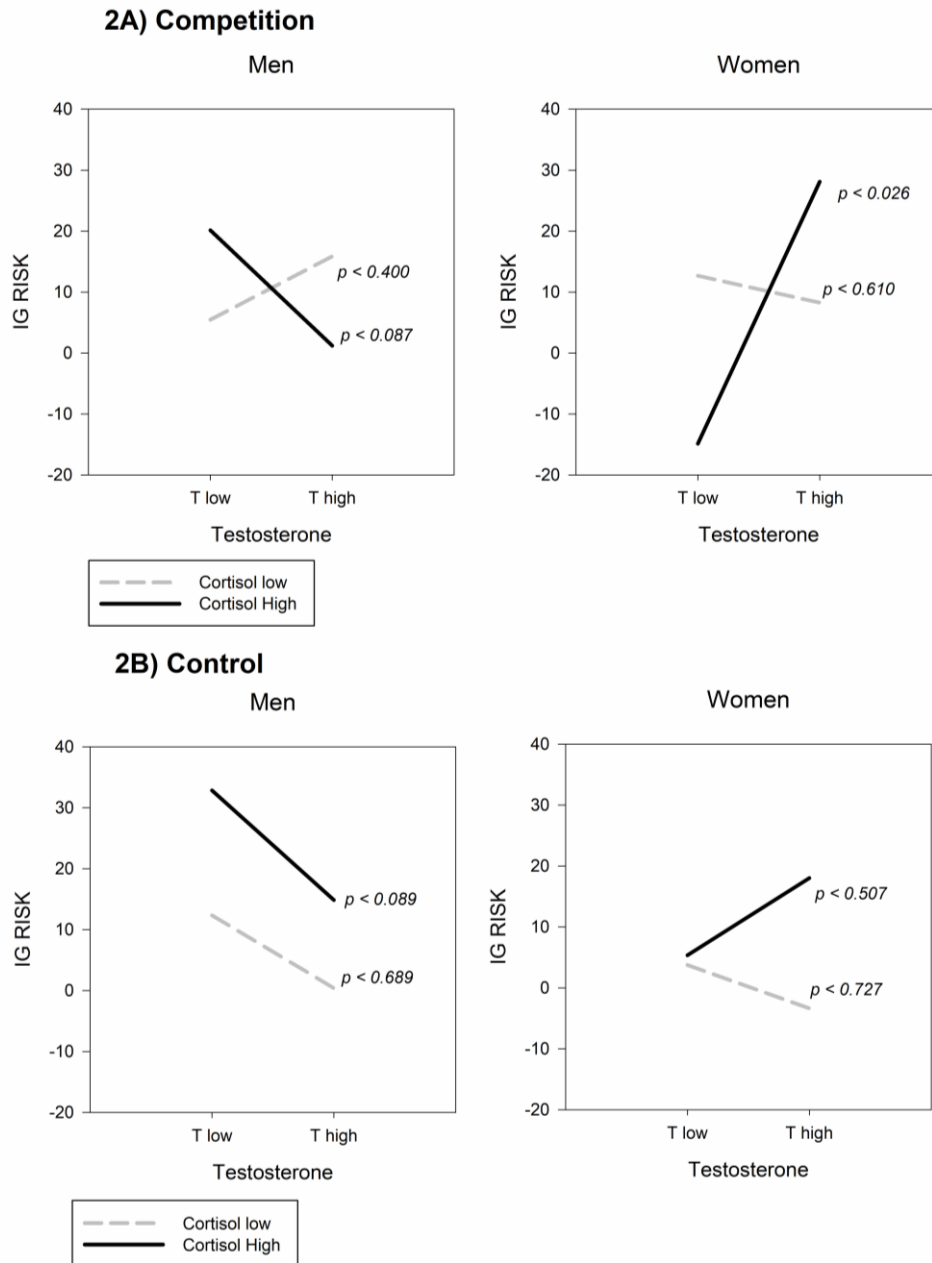 2A) Competition
Men
Women
40
30
20
10
0
-10
-20
IG RISK
p < 0.400
p < 0.087
T low
T high
Testosterone
40
30
20
10
0
-10
-20
IG RISK
p < 0.026
p < 0.610
T low
T high
Testosterone
Cortisol low
Cortisol High
2B) Control
Men
Women
40
30
20
10
0
-10
-20
IG RISK
p < 0.089
p < 0.689
T low
T high
Testosterone
40
30
20
10
0
-10
-20
IG RISK
p < 0.507
p < 0.727
T low
T high
Testosterone
Cortisol low
Cortisol High